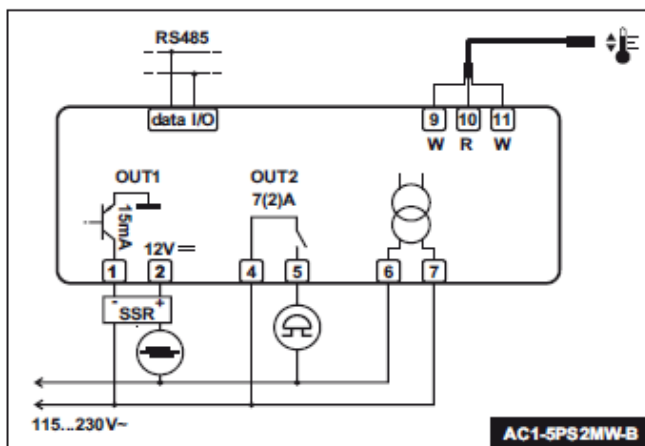 RS485
data I/O
9 10 11
W R W
OUT1
OUT2
7(2)A
15mA
12V
1 2 4 5 6 7
- +
SSR
115...230V~
AC1-5PS2MW-B